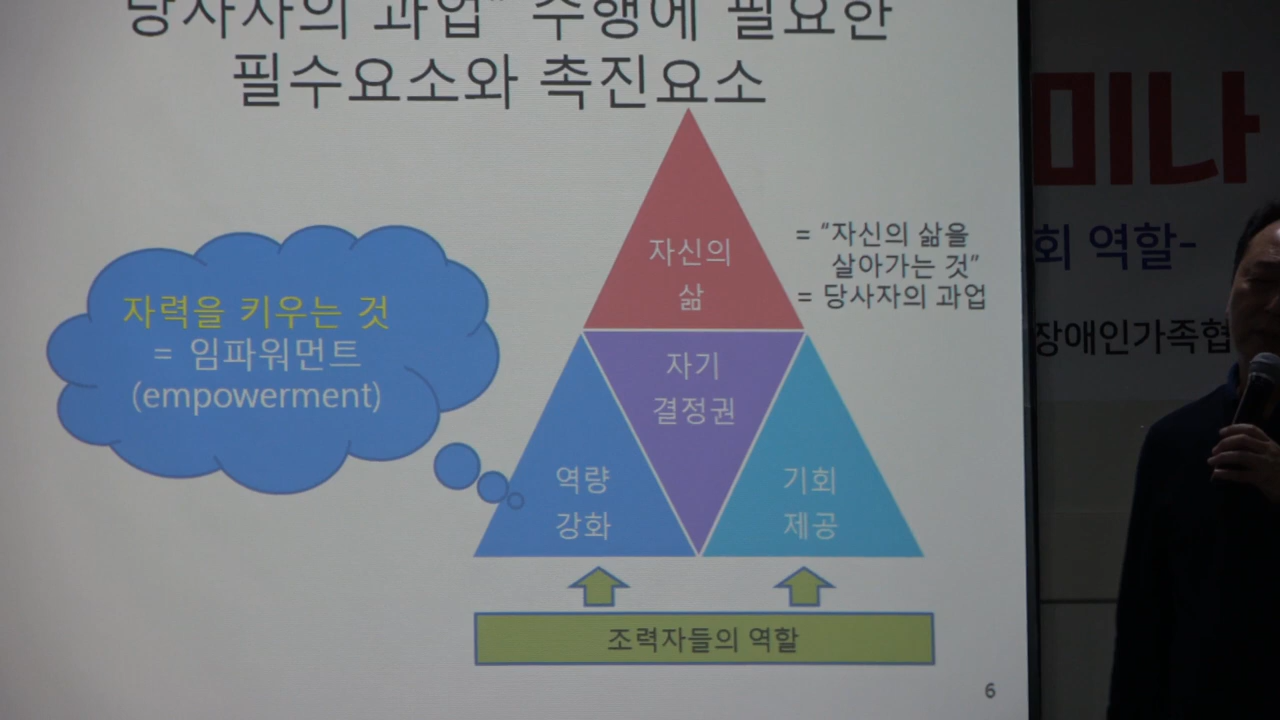 당사자의 과업” 수행에 필요한
필수요소와 촉진요소
자신의
삶
= “자신의 삶을
살아가는 것”
= 당사자의 과업
자력을 키우는 것
= 임파워먼트
(empowerment)
자기
결정권
역량
강화
기회
제공
조력자들의 역할
6
미나
회 역할-
장애인가족협